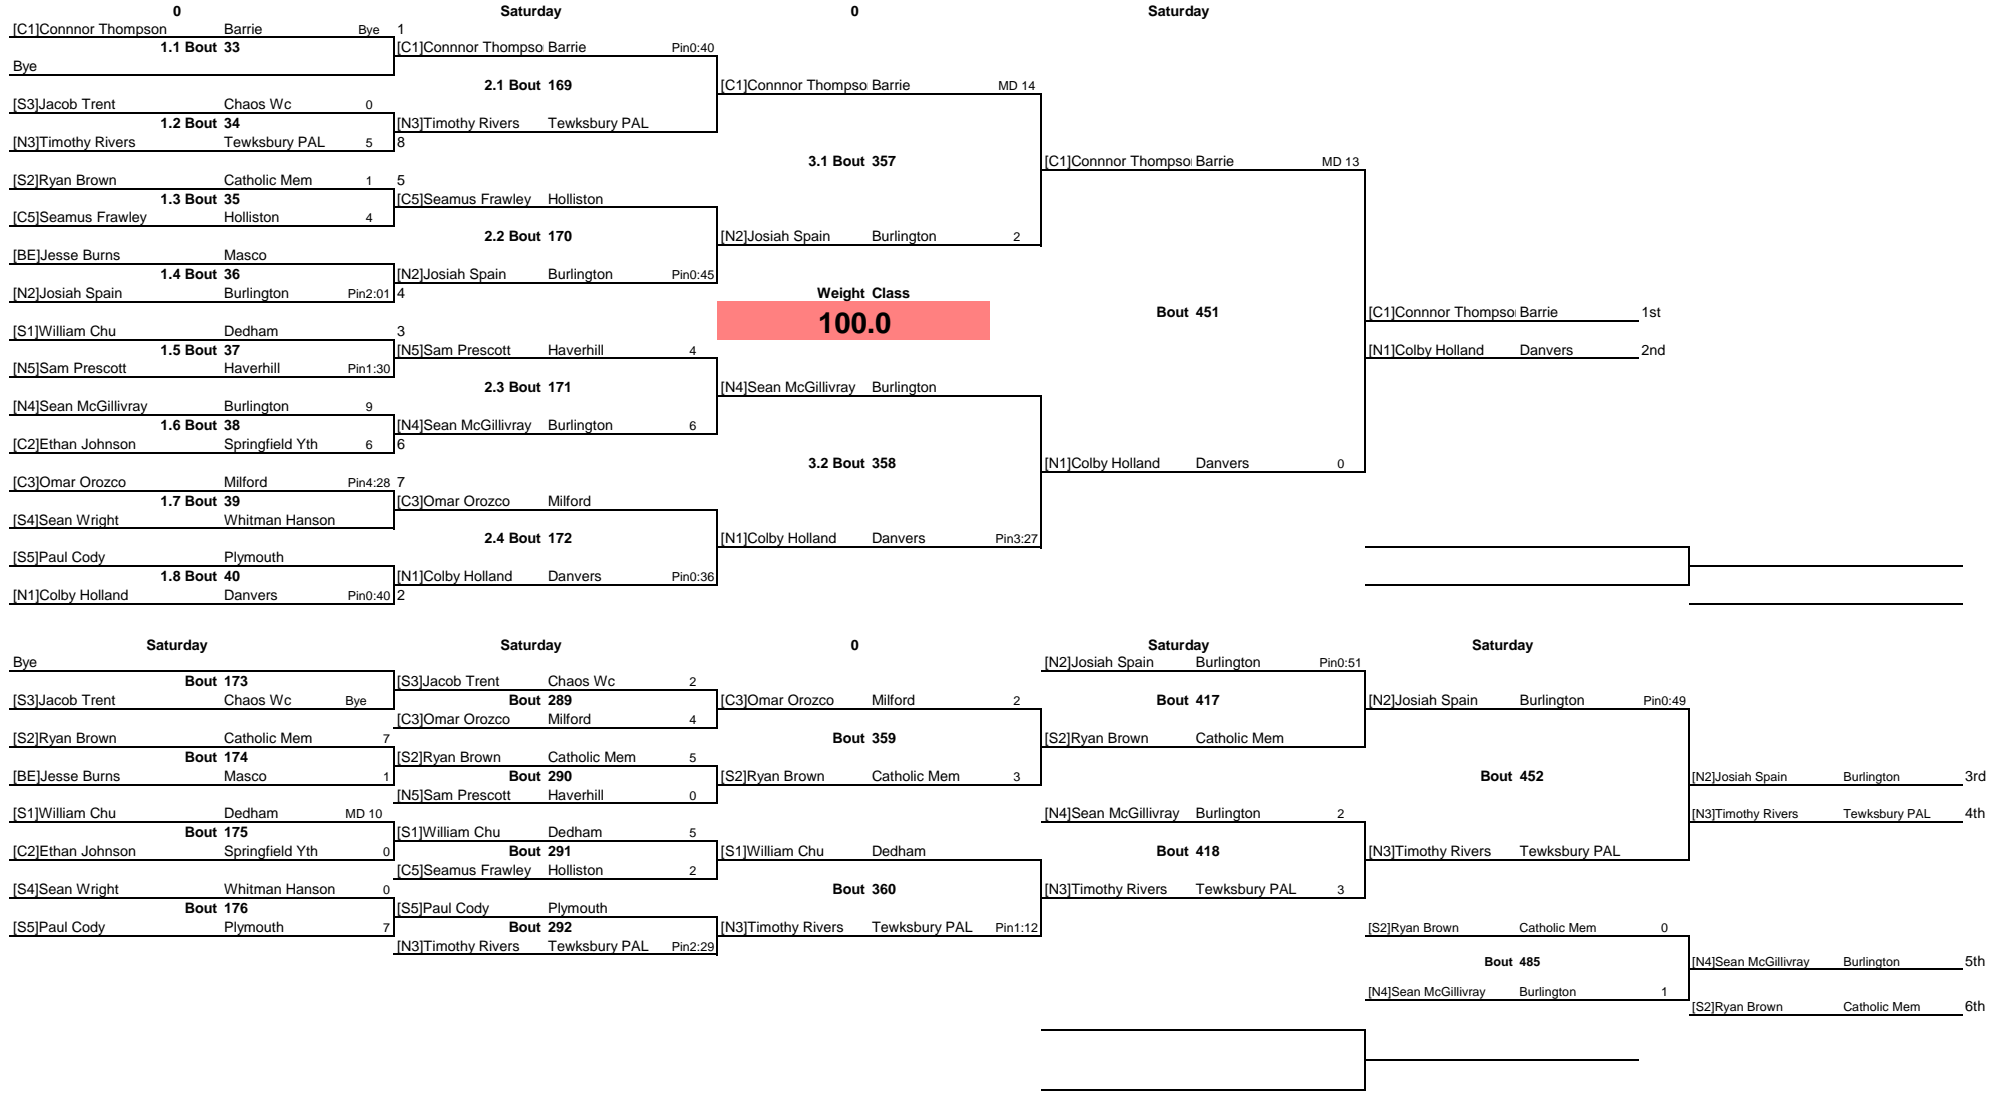 0 Saturday 0 Saturday
[C1]Connnor Thompson Barrie Bye 1
1.1 Bout 33 [C1]Connnor Thompso Barrie Pin0:40
Bye
2.1 Bout 169 [C1]Connnor Thompso Barrie MD 14
[S3]Jacob Trent Chaos Wc 0
1.2 Bout 34 [N3]Timothy Rivers Tewksbury PAL
[N3]Timothy Rivers Tewksbury PAL 5 8
3.1 Bout 357 [C1]Connnor Thompso Barrie MD 13
[S2]Ryan Brown Catholic Mem 1 5
1.3 Bout 35 [C5]Seamus Frawley Holliston
[C5]Seamus Frawley Holliston 4
2.2 Bout 170 [N2]Josiah Spain Burlington 2
[BE]Jesse Burns Masco
1.4 Bout 36 [N2]Josiah Spain Burlington Pin0:45
[N2]Josiah Spain Burlington Pin2:01 4 Weight Class
100.0 Bout 451 [C1]Connnor Thompso Barrie 1st
[S1]William Chu Dedham 3
1.5 Bout 37 [N5]Sam Prescott Haverhill 4 [N1]Colby Holland Danvers 2nd
[N5]Sam Prescott Haverhill Pin1:30
2.3 Bout 171 [N4]Sean McGillivray Burlington
[N4]Sean McGillivray Burlington 9
1.6 Bout 38 [N4]Sean McGillivray Burlington 6
[C2]Ethan Johnson Springfield Yth 6 6
3.2 Bout 358 [N1]Colby Holland Danvers 0
[C3]Omar Orozco Milford Pin4:28 7
1.7 Bout 39 [C3]Omar Orozco Milford
[S4]Sean Wright Whitman Hanson
2.4 Bout 172 [N1]Colby Holland Danvers Pin3:27
[S5]Paul Cody Plymouth
1.8 Bout 40 [N1]Colby Holland Danvers Pin0:36
[N1]Colby Holland Danvers Pin0:40 2
Saturday Saturday 0 Saturday Saturday
Bye [N2]Josiah Spain Burlington Pin0:51
Bout 173 [S3]Jacob Trent Chaos Wc 2
[S3]Jacob Trent Chaos Wc Bye Bout 289 [C3]Omar Orozco Milford 2 Bout 417 [N2]Josiah Spain Burlington Pin0:49
[C3]Omar Orozco Milford 4
[S2]Ryan Brown Catholic Mem 7 Bout 359 [S2]Ryan Brown Catholic Mem
Bout 174 [S2]Ryan Brown Catholic Mem 5
[BE]Jesse Burns Masco 1 Bout 290 [S2]Ryan Brown Catholic Mem 3 Bout 452 [N2]Josiah Spain Burlington 3rd
[N5]Sam Prescott Haverhill 0
[S1]William Chu Dedham MD 10 [N4]Sean McGillivray Burlington 2 [N3]Timothy Rivers Tewksbury PAL 4th
Bout 175 [S1]William Chu Dedham 5
[C2]Ethan Johnson Springfield Yth 0 Bout 291 [S1]William Chu Dedham Bout 418 [N3]Timothy Rivers Tewksbury PAL
[C5]Seamus Frawley Holliston 2
[S4]Sean Wright Whitman Hanson 0 Bout 360 [N3]Timothy Rivers Tewksbury PAL 3
Bout 176 [S5]Paul Cody Plymouth
[S5]Paul Cody Plymouth 7 Bout 292 [N3]Timothy Rivers Tewksbury PAL Pin1:12 [S2]Ryan Brown Catholic Mem 0
[N3]Timothy Rivers Tewksbury PAL Pin2:29
Bout 485 [N4]Sean McGillivray Burlington 5th
[N4]Sean McGillivray Burlington 1
[S2]Ryan Brown Catholic Mem 6th